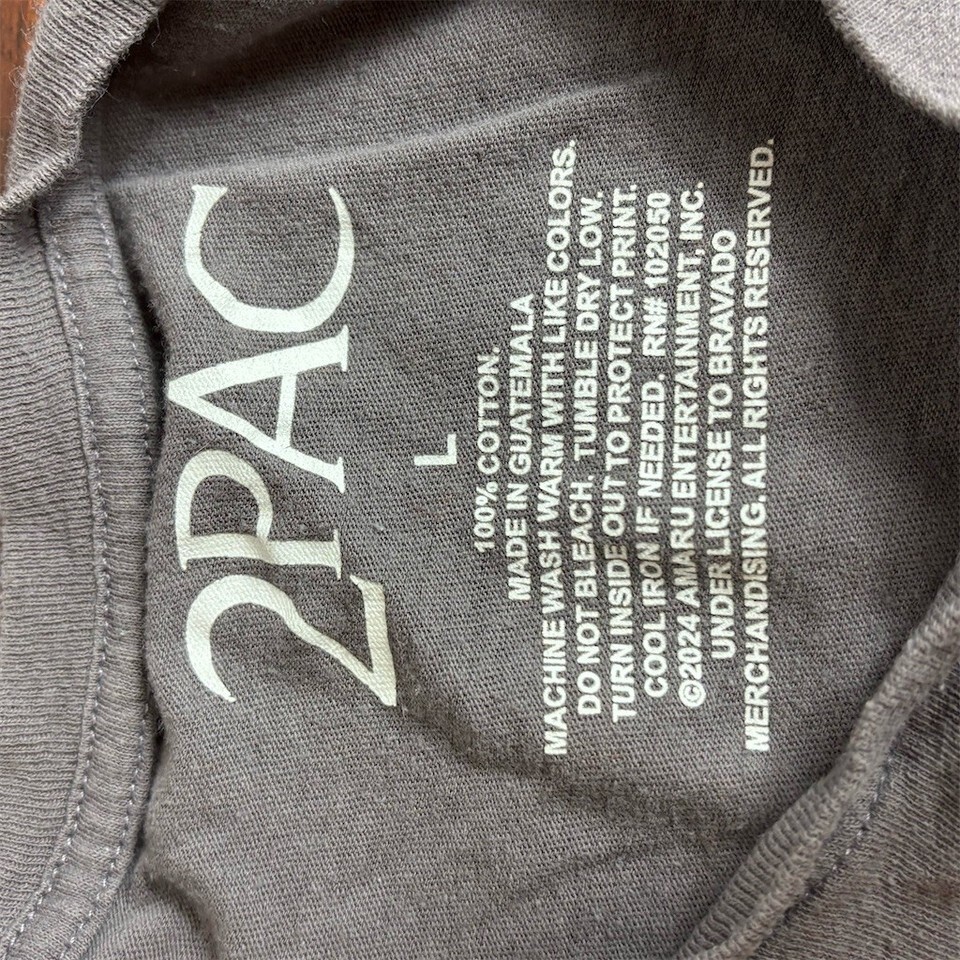 2PAC
L
100% COTTON.
MADE IN GUATEMALA
MACHINE WASH WARM WITH LIKE COLORS.
DO NOT BLEACH. TUMBLE DRY LOW.
TURN INSIDE OUT TO PROTECT PRINT.
COOL IRON IF NEEDED. RN# 102050
©2024 AMARU ENTERTAINMENT, INC.
UNDER LICENSE TO BRAVADO
MERCHANDISING. ALL RIGHTS RESERVED.